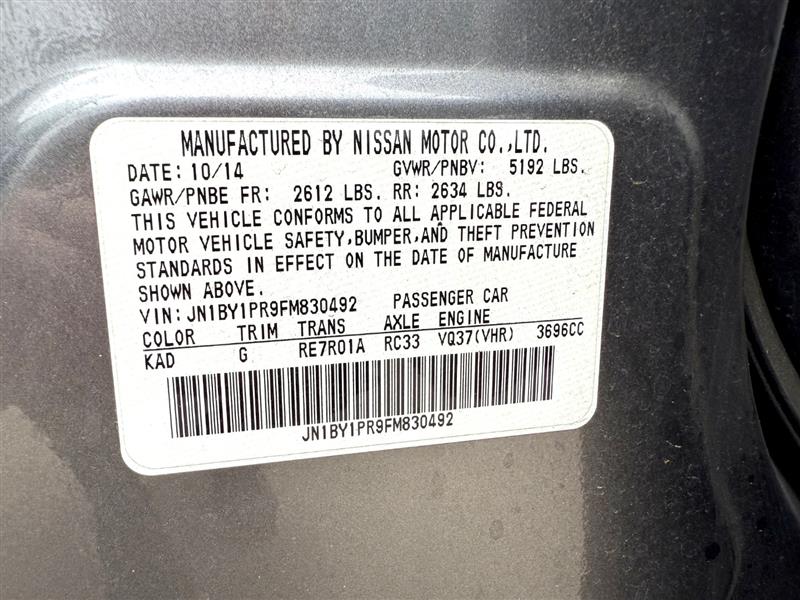 MANUFACTURED BY NISSAN MOTOR CO.,LTD.
DATE: 10/14 GVWR/PNBV: 5192 LBS.
GAWR/PNBE FR: 2612 LBS. RR: 2634 LBS.
THIS VEHICLE CONFORMS TO ALL APPLICABLE FEDERAL
MOTOR VEHICLE SAFETY,BUMPER,AND THEFT PREVENTION
STANDARDS IN EFFECT ON THE DATE OF MANUFACTURE
SHOWN ABOVE.
VIN: JN1BY1PR9FM830492 PASSENGER CAR
COLOR TRIM TRANS AXLE ENGINE
KAD G RE7R01A RC33 VQ37(VHR) 3696CC
JN1BY1PR9FM830492